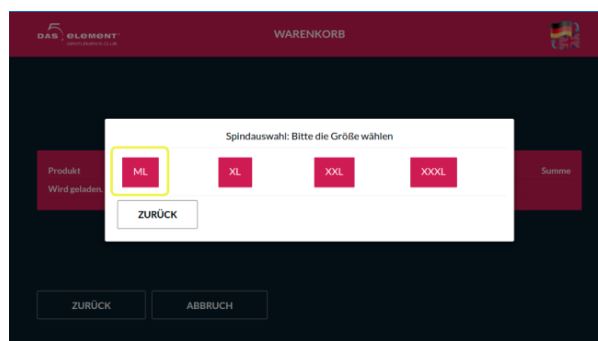 DAS 5 element
WARENKORB
Spindauswahl: Bitte die Größe wählen
Produkt
Summe
ML
XL
XXL
XXXL
Wird geladen.
ZURÜCK
ZURÜCK
ABBRUCH